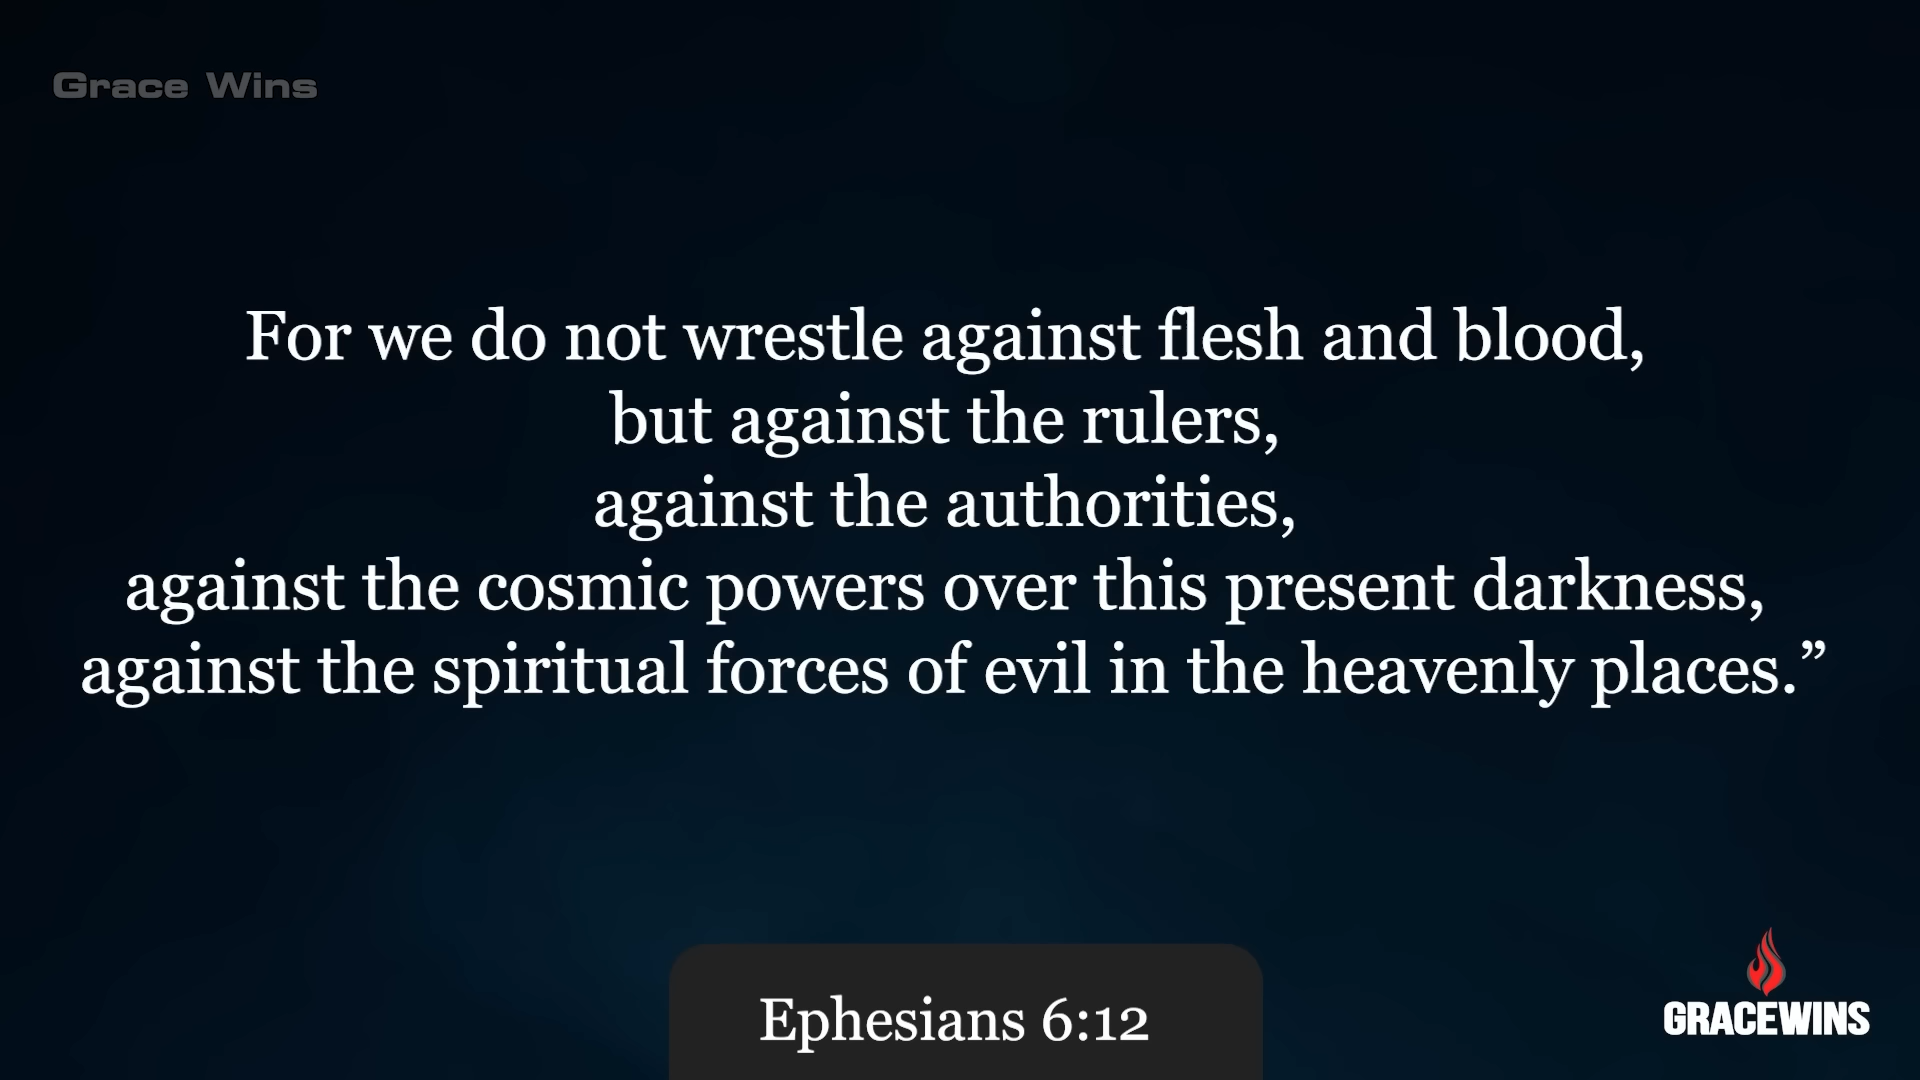 Grace Wins
For we do not wrestle against flesh and blood,
but against the rulers,
against the authorities,
against the cosmic powers over this present darkness,
against the spiritual forces of evil in the heavenly places.”
Ephesians 6:12
GRACEWINS